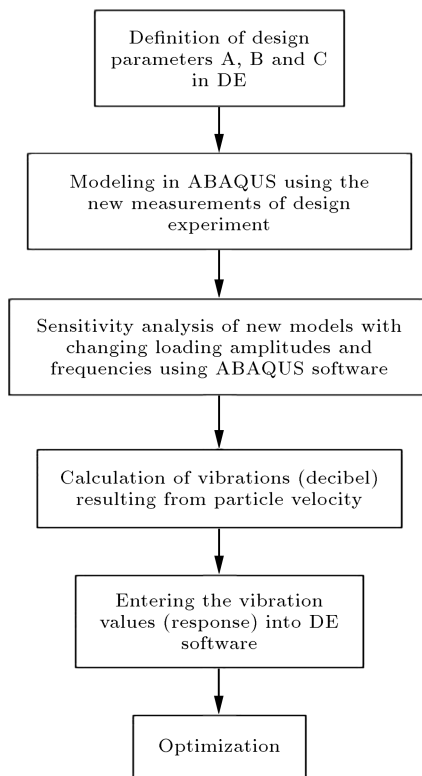 Definition of design
parameters A, B and C
in DE
Modeling in ABAQUS using the
new measurements of design
experiment
Sensitivity analysis of new models with
changing loading amplitudes and
frequencies using ABAQUS software
Calculation of vibrations (decibel)
resulting from particle velocity
Entering the vibration
values (response) into DE
software
Optimization